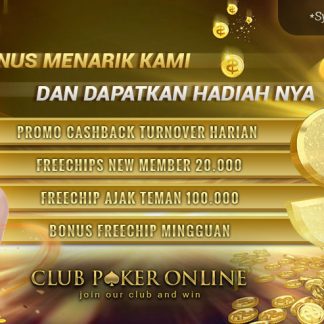 NUS MENARIK KAMI
DAN DAPATKAN HADIAH NYA
PROMO CASHBACK TURNOVER HARIAN
FREECHIPS NEW MEMBER 20.000
FREECHIP AJAK TEMAN 100.000
BONUS FREECHIP MINGGUAN
CLUB POKER ONLINE
join our club and win